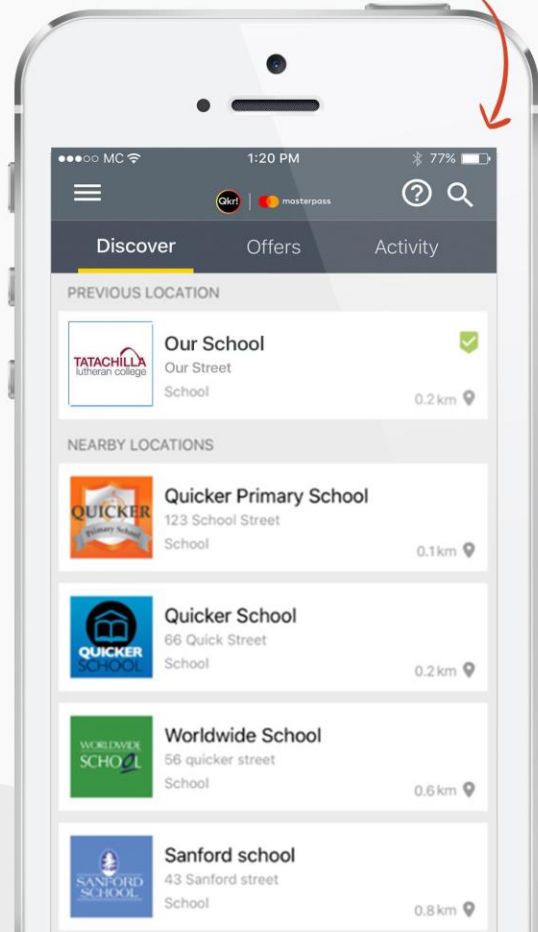 MC
1:20 PM
77%
Qkr!
masterpass
Discover
Offers
Activity
PREVIOUS LOCATION
TATACHILLA
lutheran college
Our School
Our Street
School
0.2 km
NEARBY LOCATIONS
QUICKER
Primary School
Quicker Primary School
123 School Street
School
0.1 km
QUICKER
SCHOOL
Quicker School
66 Quick Street
School
0.2 km
WORLDWIDE
SCHOOL
Worldwide School
56 quicker street
School
0.6 km
SANFORD
SCHOOL
Sanford school
43 Sanford street
School
0.8 km